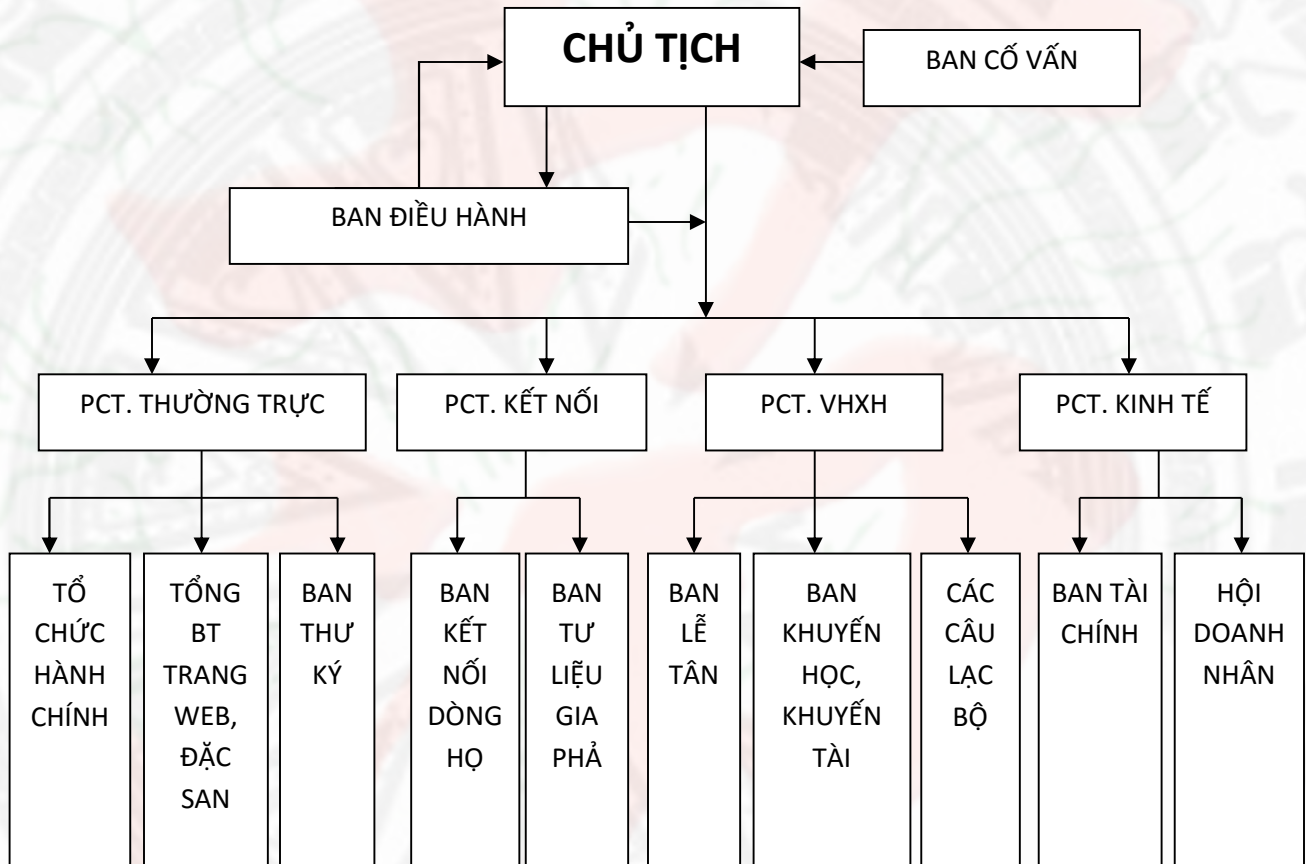 CHỦ TỊCH
BAN CỐ VẤN
BAN ĐIỀU HÀNH
PCT. THƯỜNG TRỰC
PCT. KẾT NỐI
PCT. VHXH
PCT. KINH TẾ
TỔ
CHỨC
HÀNH
CHÍNH
TỔNG
BT
TRANG
WEB,
ĐẶC
SAN
BAN
THƯ
KÝ
BAN
KẾT
NỐI
DÒNG
HỌ
BAN
TƯ
LIỆU
GIA
PHẢ
BAN
LỄ
TÂN
BAN
KHUYẾN
HỌC,
KHUYẾN
TÀI
CÁC
CÂU
LẠC
BỘ
BAN TÀI
CHÍNH
HỘI
DOANH
NHÂN